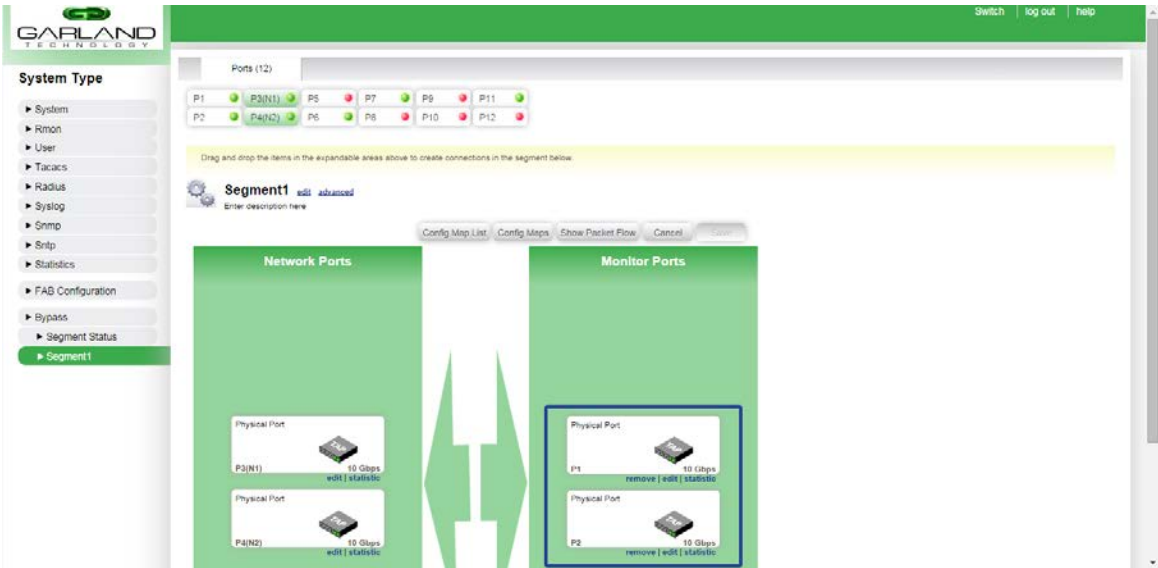 Switch | log out | help
GARLAND
TECHNOLOGY
System Type
Ports (12)
P1 P3(N1) P5 P7 P9 P11
P2 P4(N2) P6 P8 P10 P12
System
Rmon
User
Tacacs
Radius
Syslog
Snmp
Sntp
Statistics
FAB Configuration
Bypass
Segment Status
Segment1
Drag and drop the items in the expandable areas above to create connections in the segment below.
Segment1 edit advanced
Enter description here
Config Map List Config Maps Show Packet Flow Cancel Save
Network Ports
Physical Port
TAP
P3(N1) 10 Gbps
edit | statistic
Physical Port
TAP
P4(N2) 10 Gbps
edit | statistic
Monitor Ports
Physical Port
TAP
P1 10 Gbps
remove | edit | statistic
Physical Port
TAP
P2 10 Gbps
remove | edit | statistic